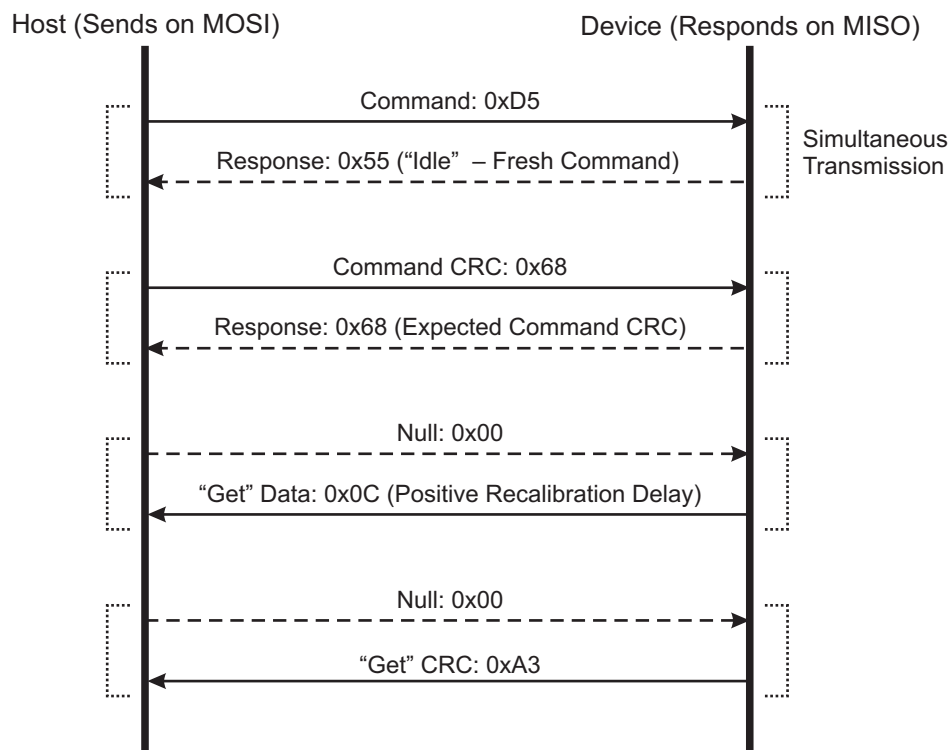 Host (Sends on MOSI)
Device (Responds on MISO)
Command: 0xD5
Response: 0x55 (“Idle” – Fresh Command)
Simultaneous
Transmission
Command CRC: 0x68
Response: 0x68 (Expected Command CRC)
Null: 0x00
“Get” Data: 0x0C (Positive Recalibration Delay)
Null: 0x00
“Get” CRC: 0xA3